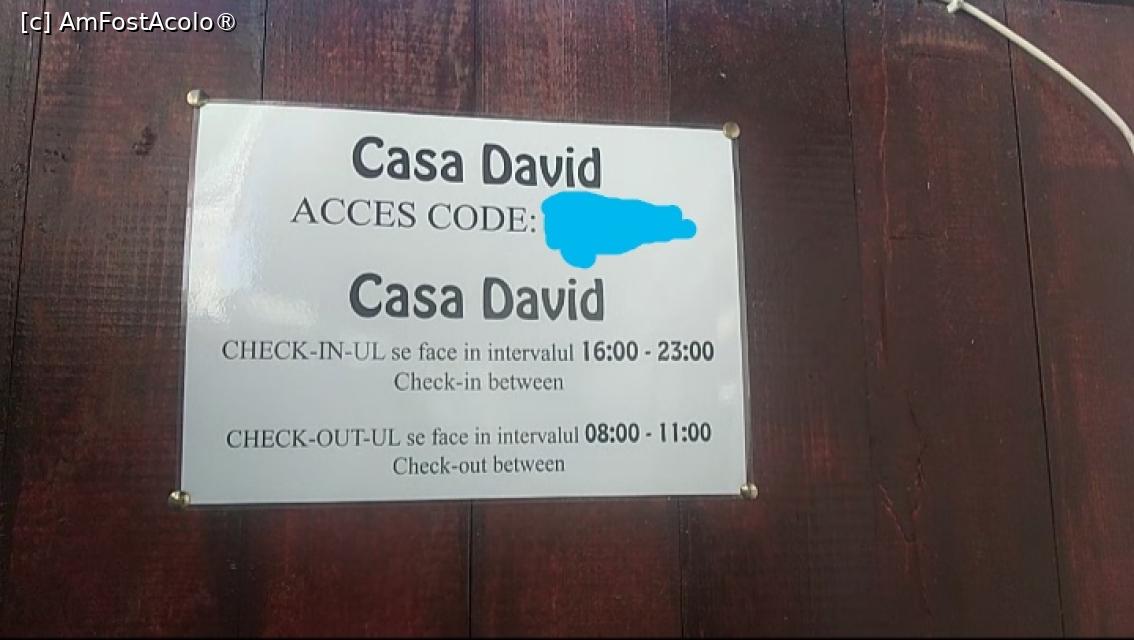 [c] AmFostAcolo®
Casa David
ACCES CODE:
Casa David
CHECK-IN-UL se face in intervalul 16:00 - 23:00
Check-in between
CHECK-OUT-UL se face in intervalul 08:00 - 11:00
Check-out between